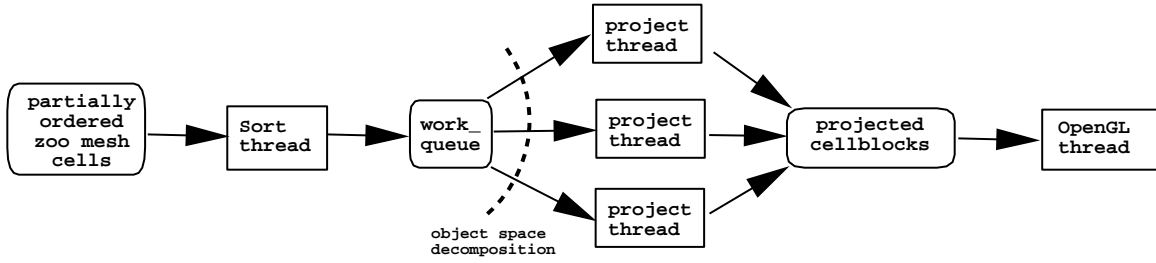 partially
ordered
zoo mesh
cells
Sort
thread
work_
queue
object space
decomposition
project
thread
project
thread
project
thread
projected
cellblocks
OpenGL
thread